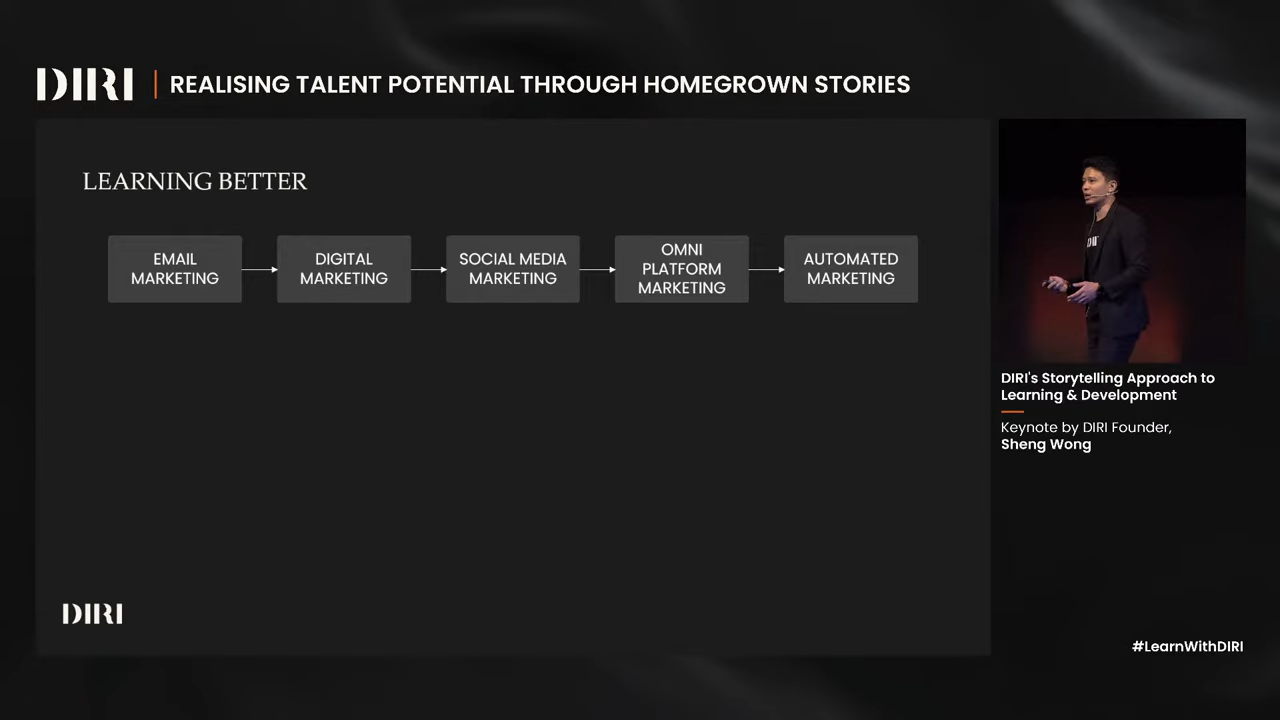 DIRI | REALISING TALENT POTENTIAL THROUGH HOMEGROWN STORIES
LEARNING BETTER
EMAIL
MARKETING
DIGITAL
MARKETING
SOCIAL MEDIA
MARKETING
OMNI
PLATFORM
MARKETING
AUTOMATED
MARKETING
DIRI's Storytelling Approach to
Learning & Development
Keynote by DIRI Founder,
Sheng Wong
DIRI
#LearnWithDIRI